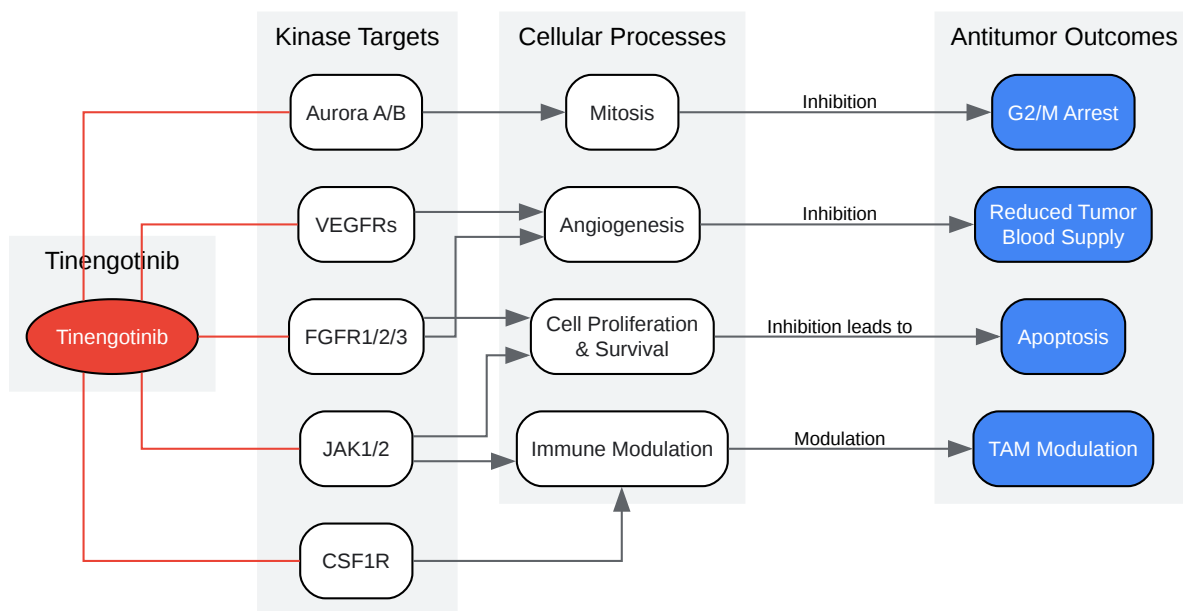 Kinase Targets
Cellular Processes
Antitumor Outcomes
Aurora A/B
Mitosis
Inhibition
G2/M Arrest
VEGFRs
Angiogenesis
Inhibition
Reduced Tumor
Blood Supply
Tinengotinib
Tinengotinib
FGFR1/2/3
Cell Proliferation
& Survival
Inhibition leads to
Apoptosis
JAK1/2
Immune Modulation
Modulation
TAM Modulation
CSF1R